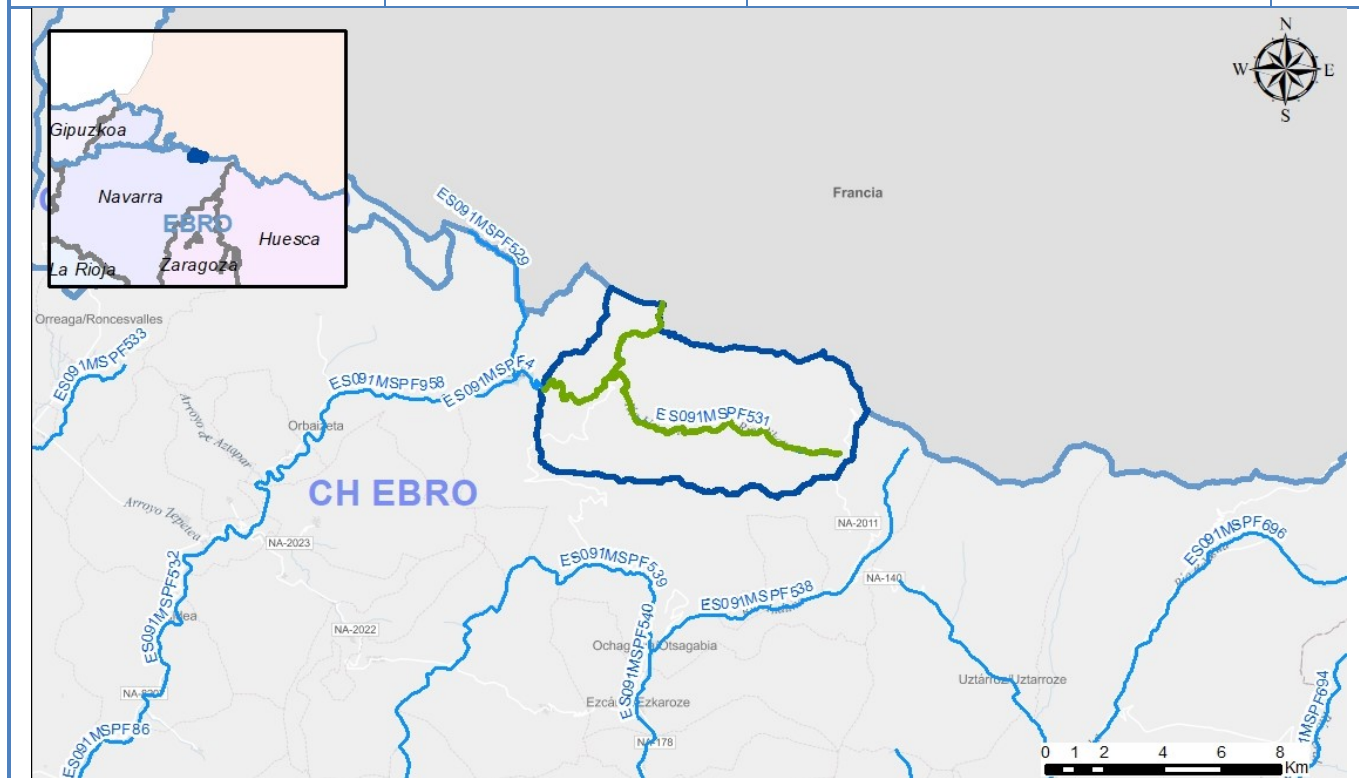 N
W E
S
Gipuzkoa
Navarra
EBRO
Huesca
La Rioja
Zaragoza
Francia
ES091MSPF529
Orreaga/Roncesvalles
ES091MSPF533
ES091MSPF958
ES091MSPF4
ES091MSPF531
Orbaizeta
CH EBRO
NA-2011
NA-2023
ES091MSPF696
ES091MSPF539
NA-140
ES091MSPF532
ES091MSPF538
NA-2022
ES091MSPF540
Uztárroz/Uztarroze
NA-178
ES091MSPF86
1MSPF694
0 1 2 4 6 8
Km